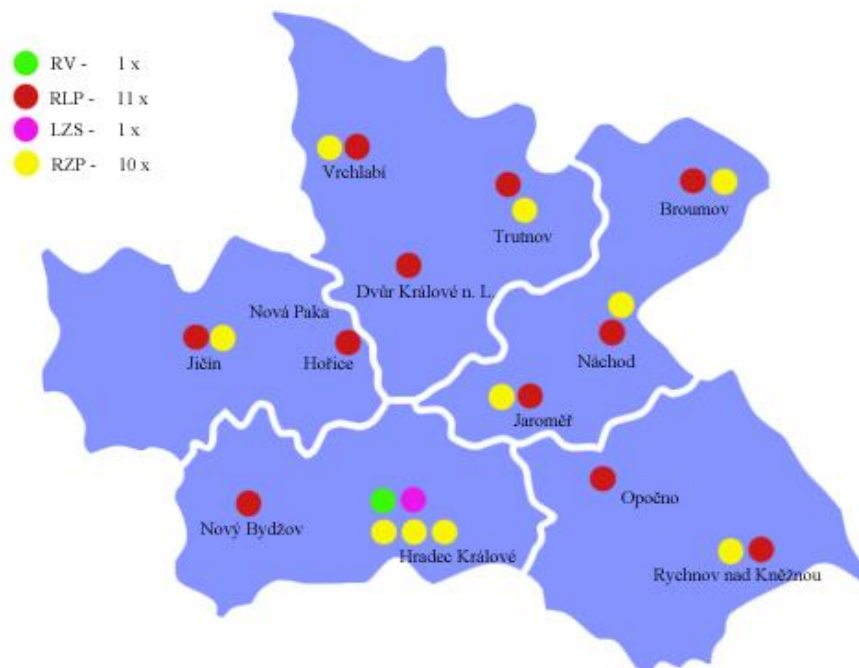 RV - 1 x
RLP - 11 x
LZS - 1 x
RZP - 10 x
Vrchlabí
Broumov
Trutnov
Dvůr Králové n. L.
Nová Paka
Jičín
Hořice
Náchod
Jaroměř
Opočno
Nový Bydžov
Hradec Králové
Rychnov nad Kněžnou